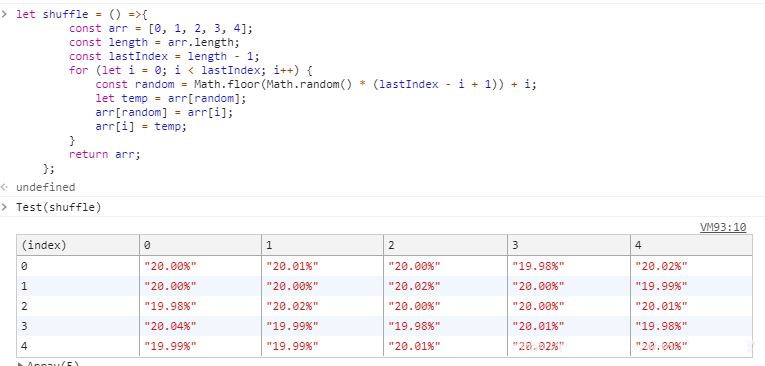 > let shuffle = () =>{
const arr = [0, 1, 2, 3, 4];
const length = arr.length;
const lastIndex = length - 1;
for (let i = 0; i < lastIndex; i++) {
const random = Math.floor(Math.random() * (lastIndex - i + 1)) + i;
let temp = arr[random];
arr[random] = arr[i];
arr[i] = temp;
}
return arr;
};
undefined
> Test(shuffle)
VM93:10
(index) 0 1 2 3 4
0 "20.00%" "20.01%" "20.00%" "19.98%" "20.02%"
1 "20.00%" "20.00%" "20.02%" "20.00%" "19.99%"
2 "19.98%" "20.02%" "20.00%" "20.00%" "20.01%"
3 "20.04%" "19.99%" "19.98%" "20.01%" "19.98%"
4 "19.99%" "19.99%" "20.01%" "20.02%" "20.00%"
Array(5)